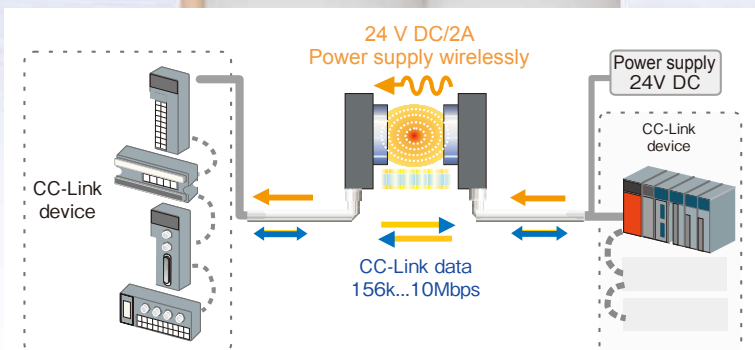 24 V DC/2A
Power supply wirelessly
Power supply
24V DC
CC-Link
device
CC-Link
device
CC-Link data
156k...10Mbps